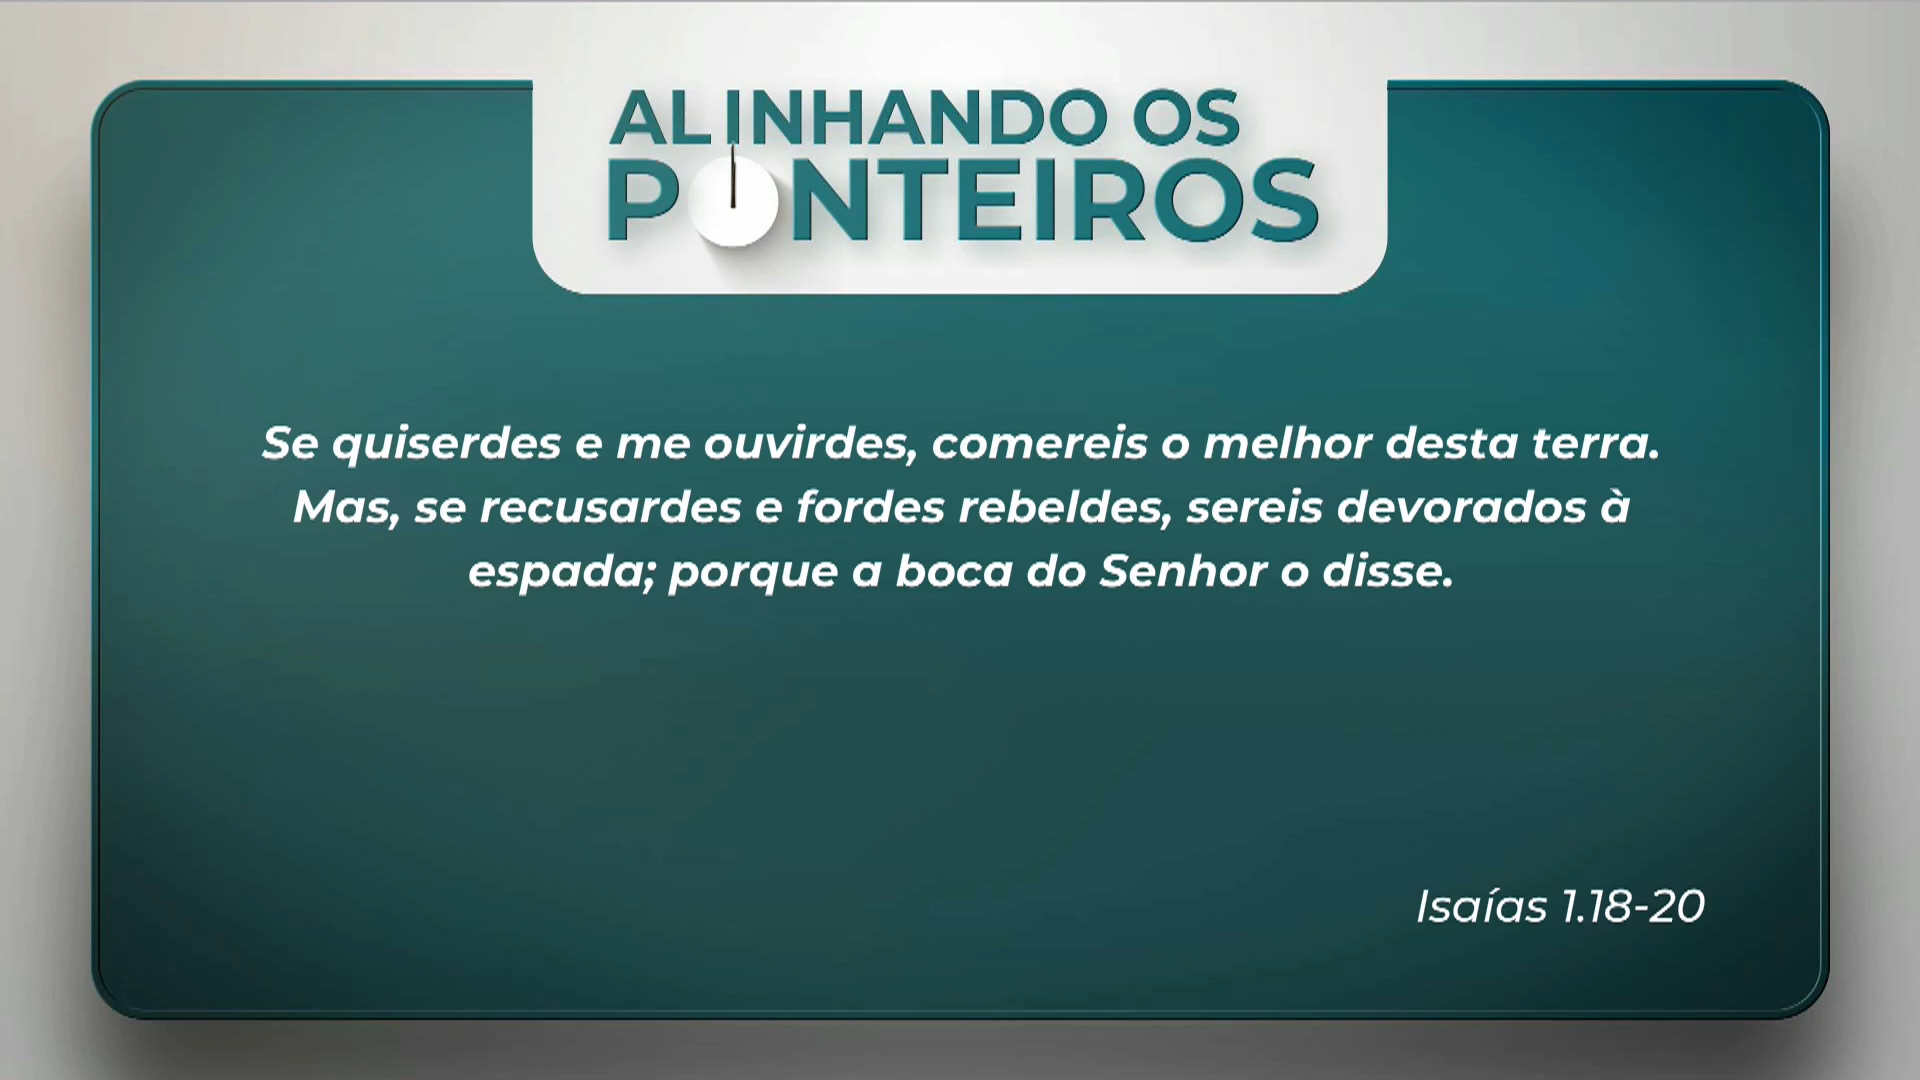 ALINHANDO OS
PONTEIROS
Se quiserdes e me ouvirdes, comereis o melhor desta terra.
Mas, se recusardes e fordes rebeldes, sereis devorados à
espada; porque a boca do Senhor o disse.
Isaías 1.18-20